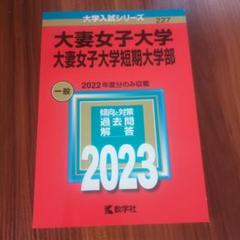 大学入試シリーズ
227
大妻女子大学
大妻女子大学短期大学部
一般
2022年度分のみ収載
傾向と対策
過去問
解答
2023
数学社